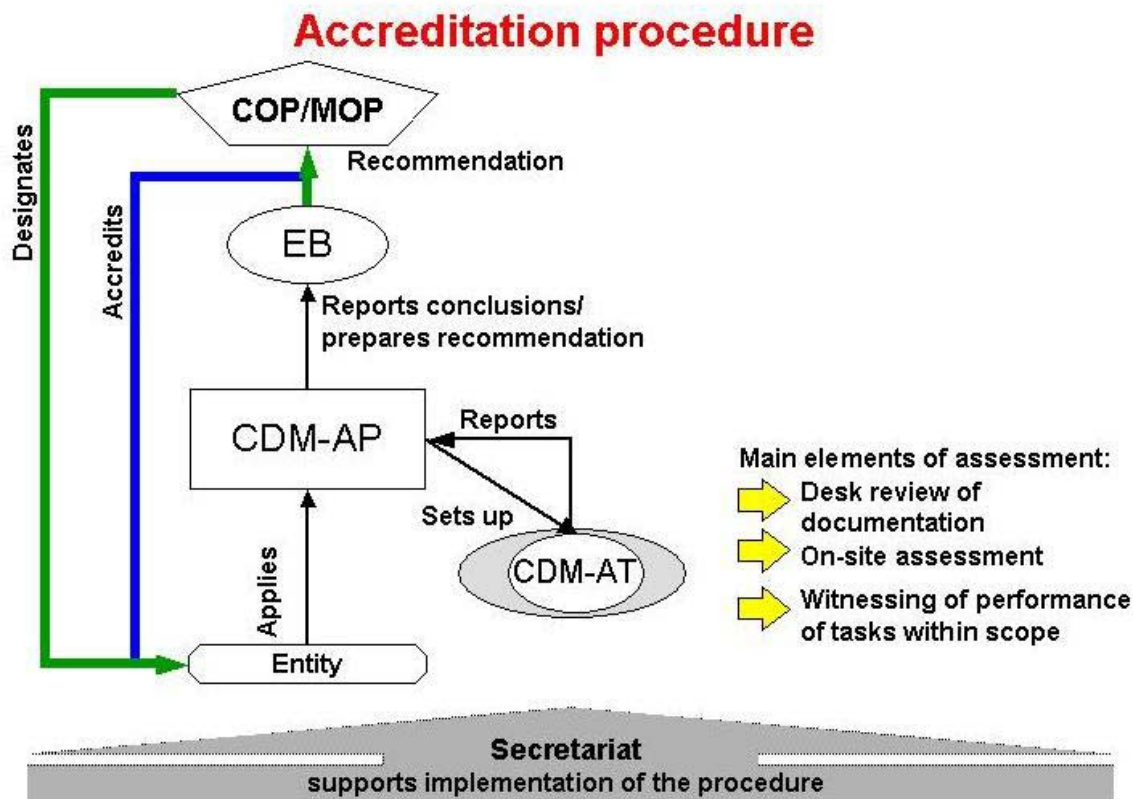 Accreditation procedure
COP/MOP
Recommendation
Designates
Accredits
EB
Reports conclusions/
prepares recommendation
CDM-AP
Reports
Sets up
CDM-AT
Applies
Entity
Main elements of assessment:
Desk review of
documentation
On-site assessment
Witnessing of performance
of tasks within scope
Secretariat
supports implementation of the procedure